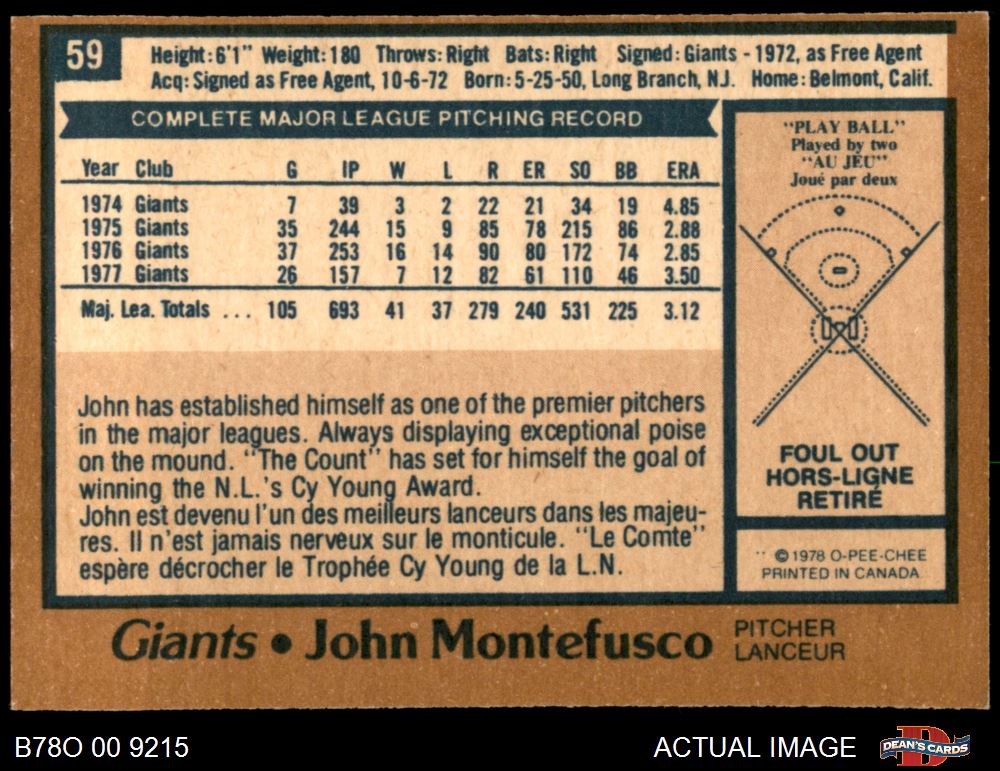 59
Height: 6'1" Weight: 180 Throws: Right Bats: Right Signed: Giants - 1972, as Free Agent
Acq: Signed as Free Agent, 10-6-72 Born: 5-25-50, Long Branch, N.J. Home: Belmont, Calif.
COMPLETE MAJOR LEAGUE PITCHING RECORD
Year Club G IP W L R ER SO BB ERA
1974 Giants 7 39 3 2 22 21 34 19 4.85
1975 Giants 35 244 15 9 85 78 215 86 2.88
1976 Giants 37 253 16 14 90 80 172 74 2.85
1977 Giants 26 157 7 12 82 61 110 46 3.50
Maj. Lea. Totals ... 105 693 41 37 279 240 531 225 3.12
John has established himself as one of the premier pitchers
in the major leagues. Always displaying exceptional poise
on the mound. "The Count" has set for himself the goal of
winning the N.L.'s Cy Young Award.
John est devenu l'un des meilleurs lanceurs dans les majeu-
res. Il n'est jamais nerveux sur le monticule. "Le Comte"
espère décrocher le Trophée Cy Young de la L.N.
"PLAY BALL"
Played by two
"AU JEU"
Joué par deux
FOUL OUT
HORS-LIGNE
RETIRÉ
© 1978 O-PEE-CHEE
PRINTED IN CANADA
Giants • John Montefusco
PITCHER
LANCEUR
B78O 00 9215
ACTUAL IMAGE
DEAN'S CARDS